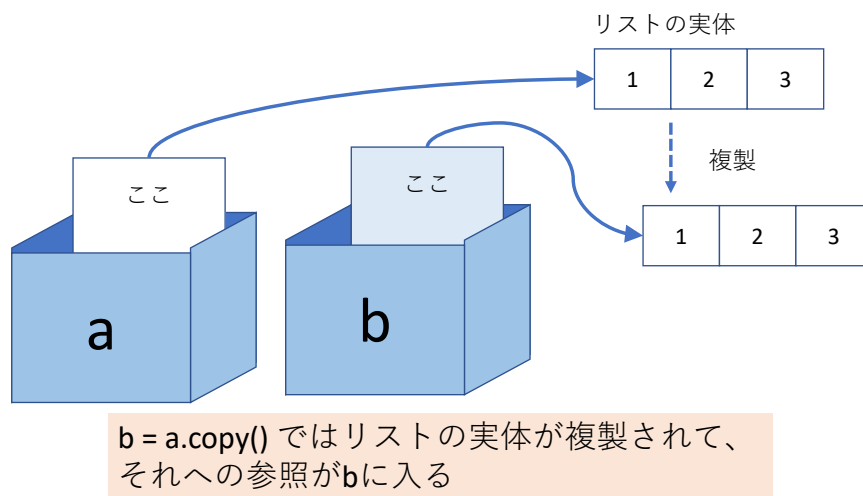 リストの実体
1 2 3
複製
ここ
ここ
1 2 3
a
b
b = a.copy() ではリストの実体が複製されて、
それへの参照がbに入る